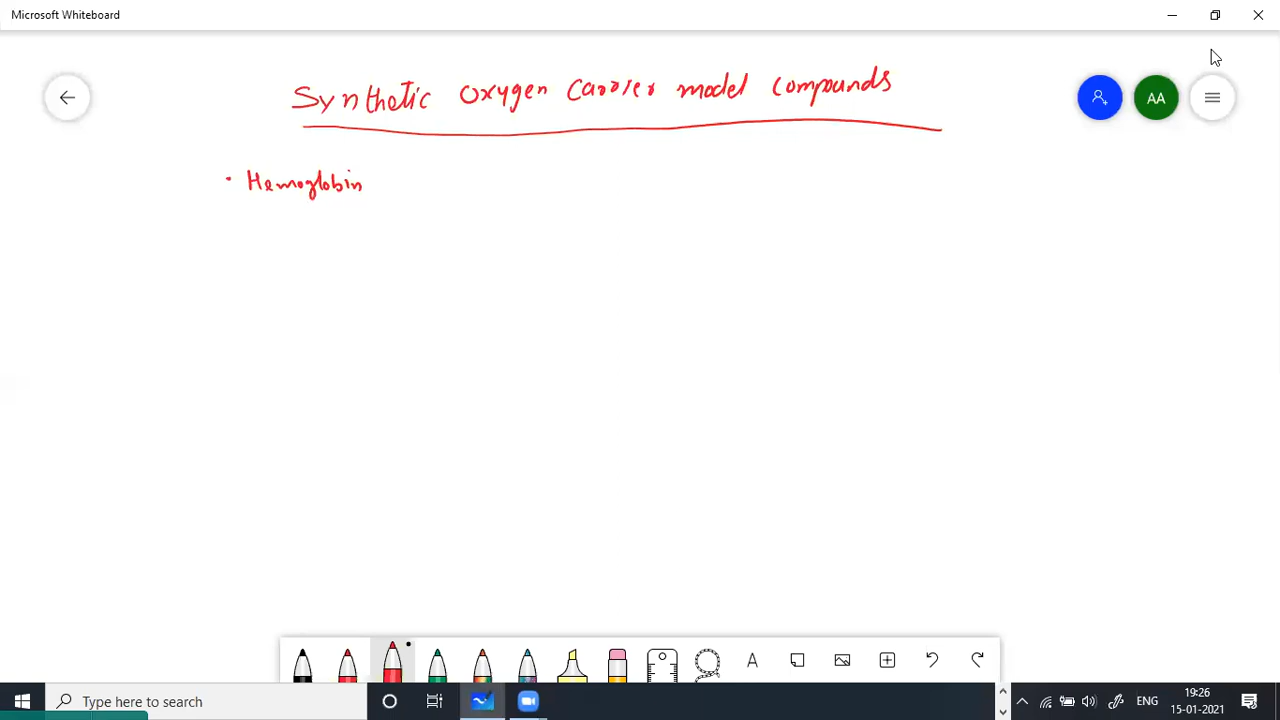 Microsoft Whiteboard
Synthetic oxygen carrier model compounds
AA
• Hemoglobin
A
Type here to search
ENG
19:26
15-01-2021